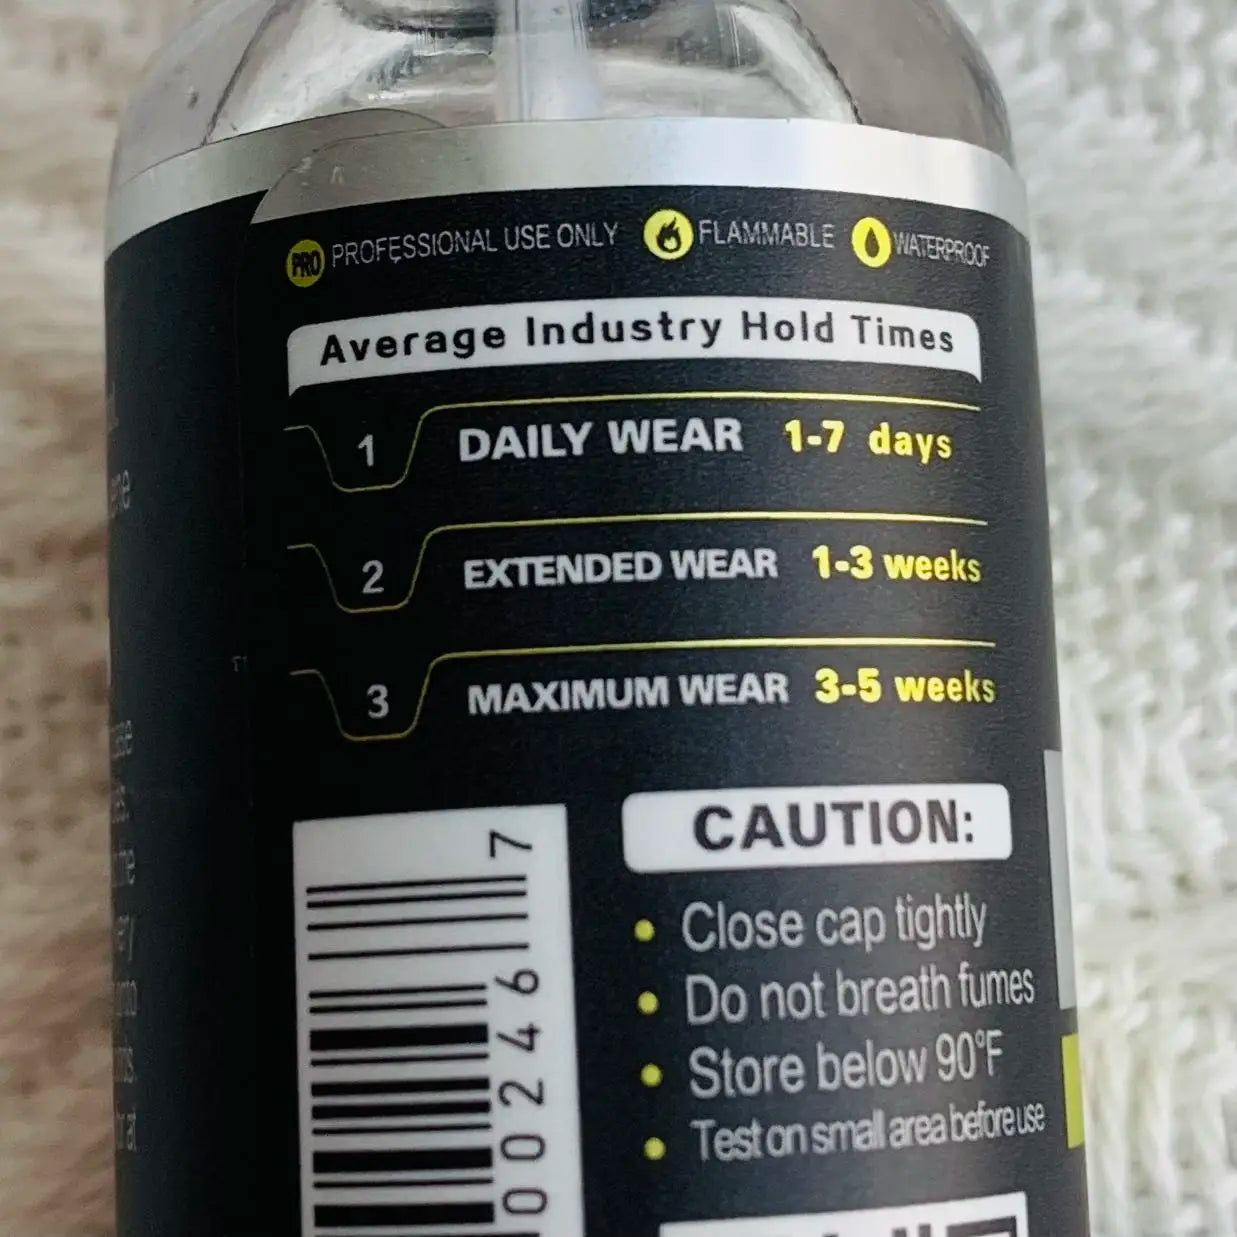 PRO PROFESSIONAL USE ONLY FLAMMABLE WATERPROOF
Average Industry Hold Times
1 DAILY WEAR 1-7 days
2 EXTENDED WEAR 1-3 weeks
3 MAXIMUM WEAR 3-5 weeks
CAUTION:
• Close cap tightly
• Do not breath fumes
• Store below 90°F
• Test on small area before use
00246 7